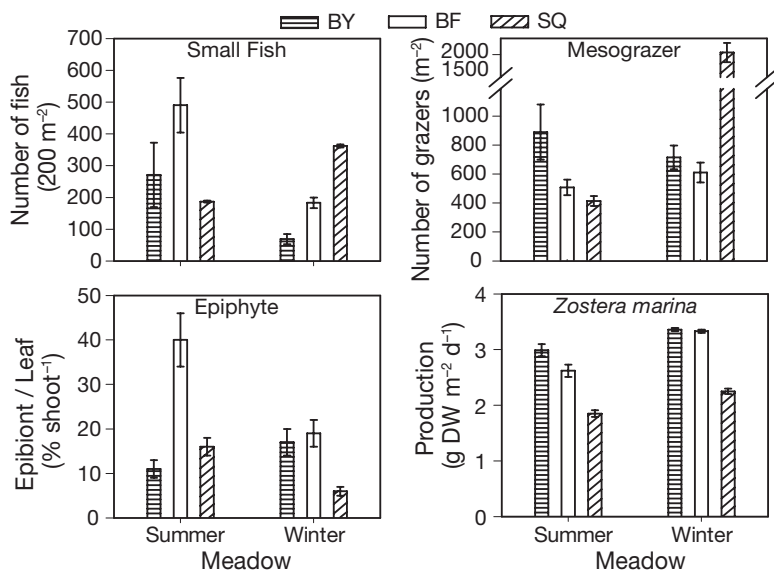 BY BF SQ
Small Fish
Number of fish
(200 m⁻²)
700
600
500
400
300
200
100
0
Mesograzer
Number of grazers (m⁻²)
2000
1500
1000
800
600
400
200
0
Epiphyte
Epibiont / Leaf
(% shoot⁻¹)
50
40
30
20
10
0
Summer Winter
Meadow
Zostera marina
Production
(g DW m⁻² d⁻¹)
4
3
2
1
0
Summer Winter
Meadow